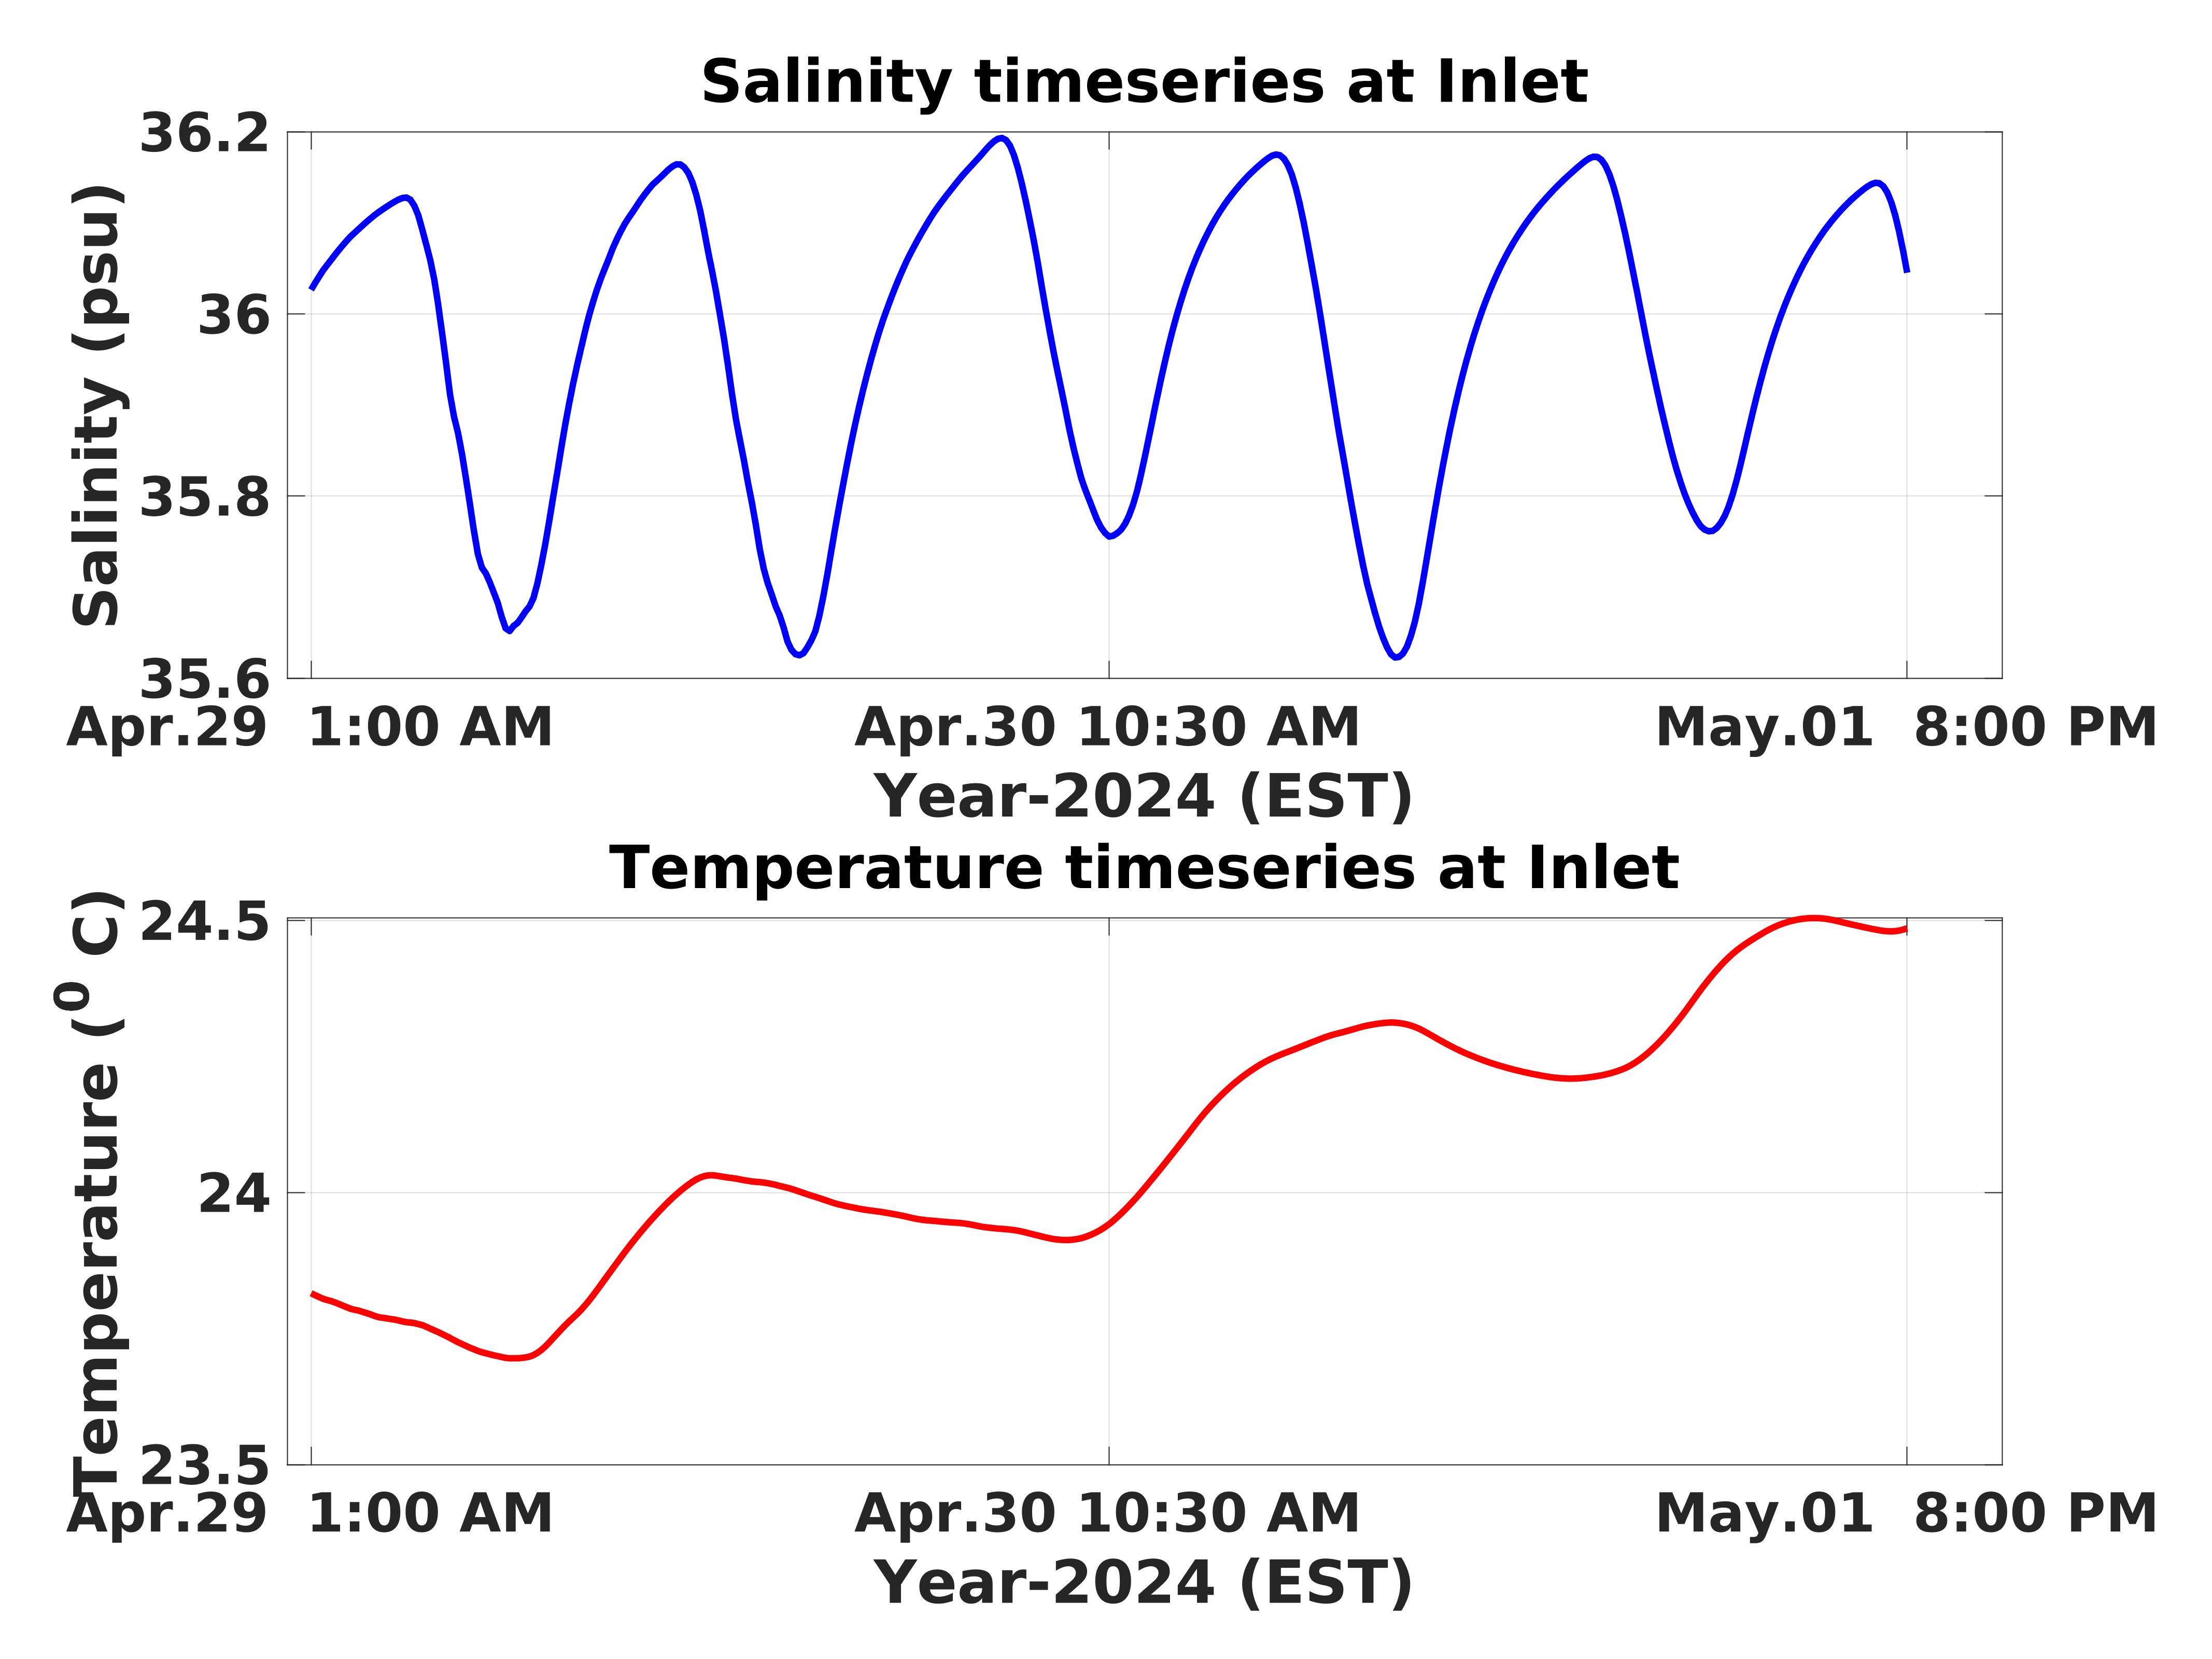 Salinity timeseries at Inlet
Salinity (psu)
36.2
36
35.8
35.6
Apr.29  1:00 AM
Apr.30 10:30 AM
May.01  8:00 PM
Year-2024 (EST)
Temperature timeseries at Inlet
Temperature (⁰ C)
24.5
24
23.5
Apr.29  1:00 AM
Apr.30 10:30 AM
May.01  8:00 PM
Year-2024 (EST)